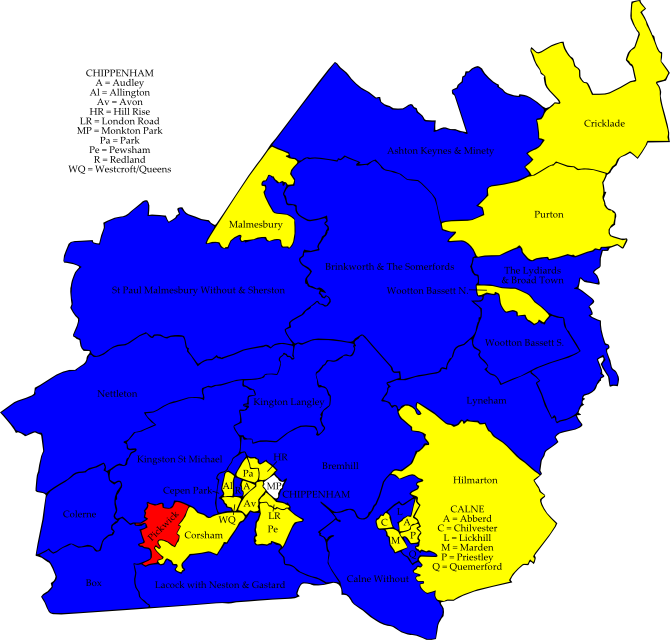 CHIPPENHAM
A = Audley
Al = Allington
Av = Avon
HR = Hill Rise
LR = London Road
MP = Monkton Park
Pa = Park
Pe = Pewsham
R = Redland
WQ = Westcroft/Queens
Cricklade
Ashton Keynes & Minety
Purton
Malmesbury
Brinkworth & The Somerfords
The Lydiards
& Broad Town
St Paul Malmesbury Without & Sherston
Wootton Bassett N
Wootton Bassett S
Nettleton
Kington Langley
Lyneham
Kington St Michael
HR
Bremhill
Pa
Hilmarton
Cepen Park
Al
A
MP
CHIPPENHAM
Av
Colerne
Pickwick
WQ
LR
Pe
Corsham
L
C
A
P
M
CALNE
A = Abberd
C = Chilvester
L = Lickhill
M = Marden
P = Priestley
Q = Quemerford
Box
Lacock with Neston & Gastard
Calne Without